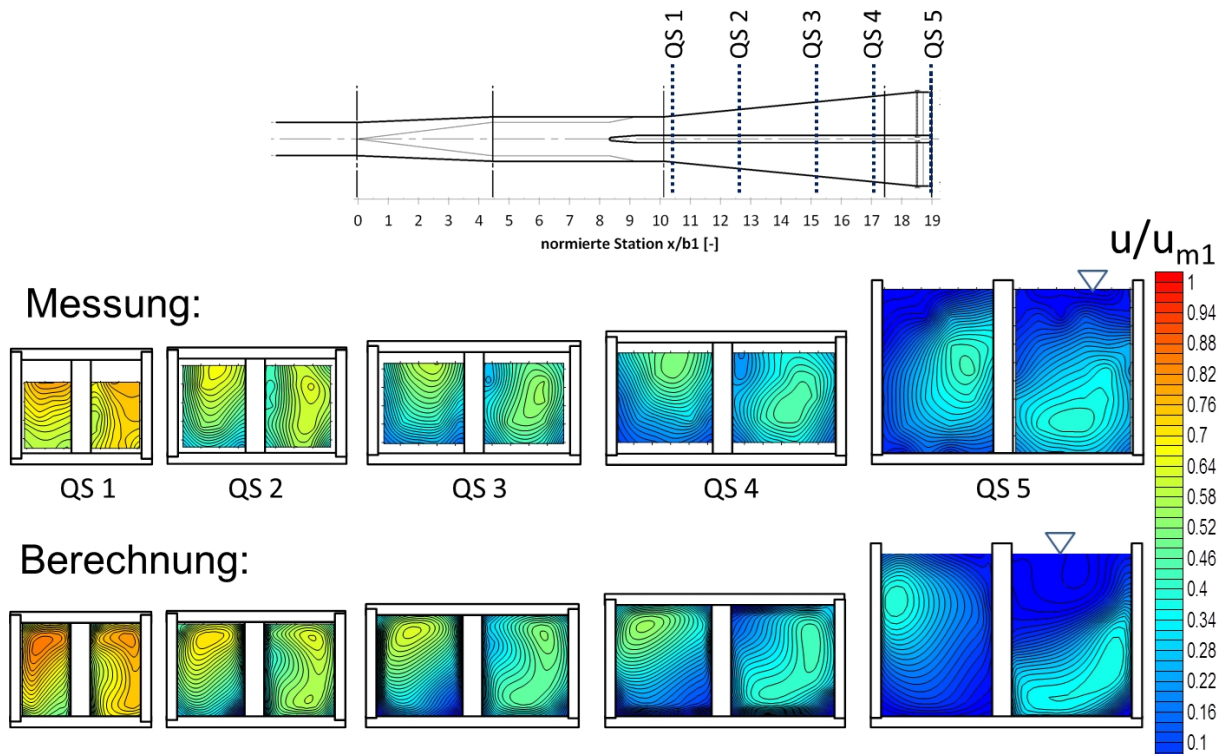 QS 1 QS 2 QS 3 QS 4 QS 5
0 1 2 3 4 5 6 7 8 9 10 11 12 13 14 15 16 17 18 19
normierte Station x/b1 [-]
u/um1
Messung:
1
0.94
0.88
0.82
0.76
0.7
0.64
0.58
0.52
0.46
0.4
0.34
0.28
0.22
0.16
0.1
QS 1 QS 2 QS 3 QS 4 QS 5
Berechnung: